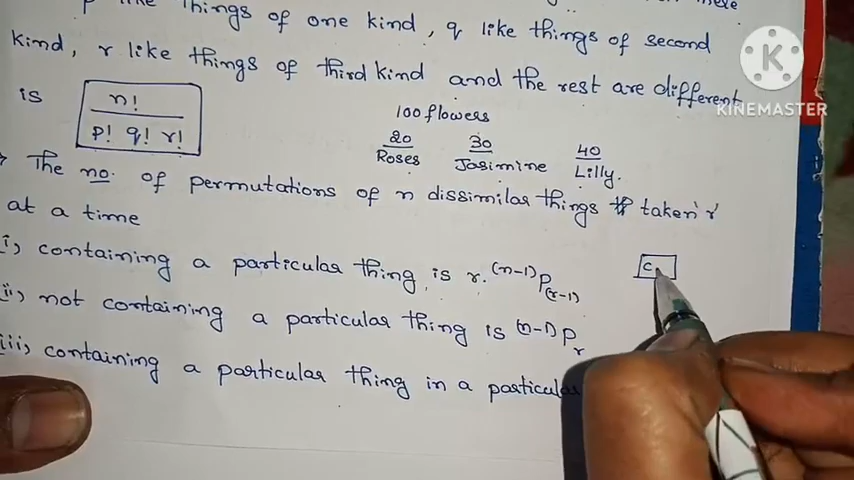 p like things of one kind, q like things of second
kind, r like things of third kind and the rest are different
is n! / p! q! r!
100 flowers
20 Roses 30 Jasimine 40 Lilly.
The no. of permutations of n dissimilar things taken 'r'
at a time
(i), containing a particular thing is r. (n-1)P(r-1)
(ii), not containing a particular thing is (n-1)Pr
(iii), containing a particular thing in a particular
C
K
KINEMASTER